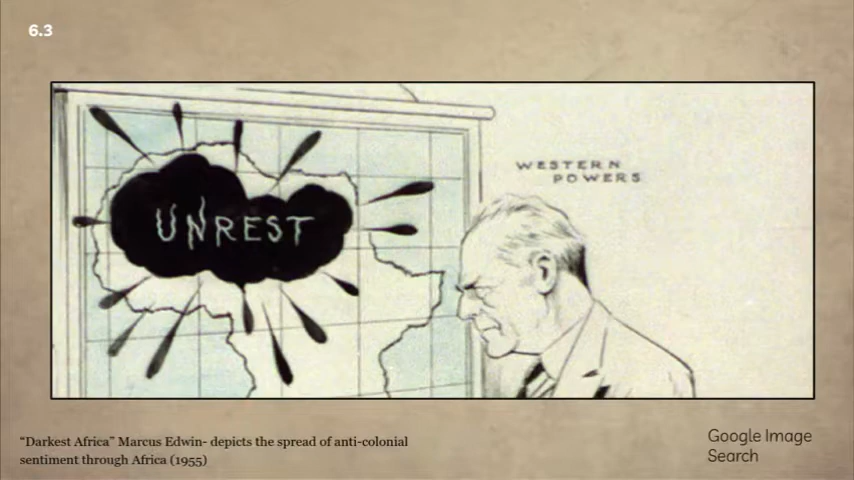 6.3
WESTERN
POWERS
UNREST
“Darkest Africa” Marcus Edwin- depicts the spread of anti-colonial
sentiment through Africa (1955)
Google Image
Search